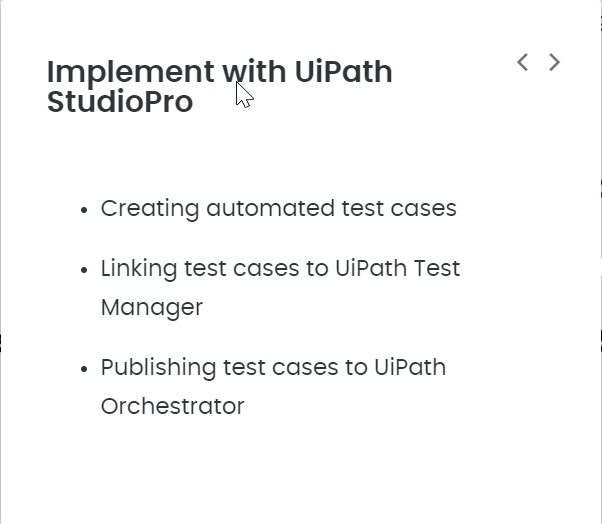 Implement with UiPath
StudioPro
• Creating automated test cases
• Linking test cases to UiPath Test
Manager
• Publishing test cases to UiPath
Orchestrator